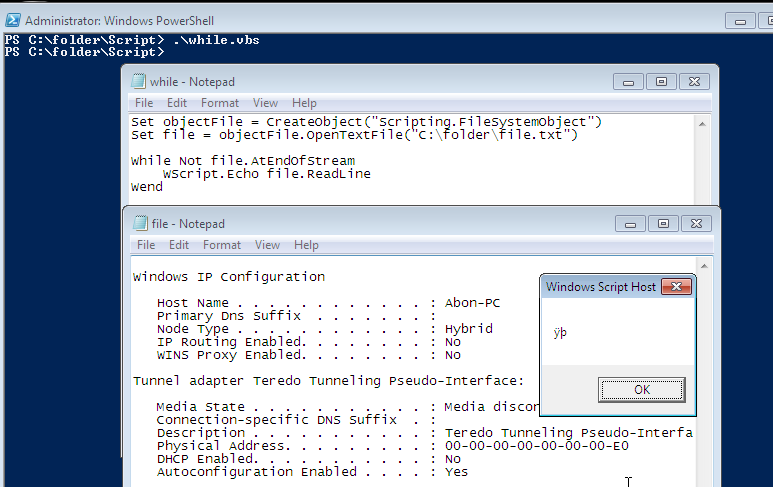 Administrator: Windows PowerShell
PS C:\folder\Script> .\while.vbs
PS C:\folder\Script>
while - Notepad
File Edit Format View Help
Set objectFile = CreateObject("Scripting.FileSystemObject")
Set file = objectFile.OpenTextFile("C:\folder\file.txt")
While Not file.AtEndOfStream
    WScript.Echo file.ReadLine
Wend
file - Notepad
File Edit Format View Help
Windows IP Configuration
   Host Name . . . . . . . . . . . . : Abon-PC
   Primary Dns Suffix  . . . . . . . :
   Node Type . . . . . . . . . . . . : Hybrid
   IP Routing Enabled. . . . . . . . : No
   WINS Proxy Enabled. . . . . . . . : No
Tunnel adapter Teredo Tunneling Pseudo-Interface:
   Media State . . . . . . . . . . . : Media discon
   Connection-specific DNS Suffix  . :
   Description . . . . . . . . . . . : Teredo Tunneling Pseudo-Interfa
   Physical Address. . . . . . . . . : 00-00-00-00-00-00-00-E0
   DHCP Enabled. . . . . . . . . . . : No
   Autoconfiguration Enabled . . . . : Yes
Windows Script Host
ÿþ
OK